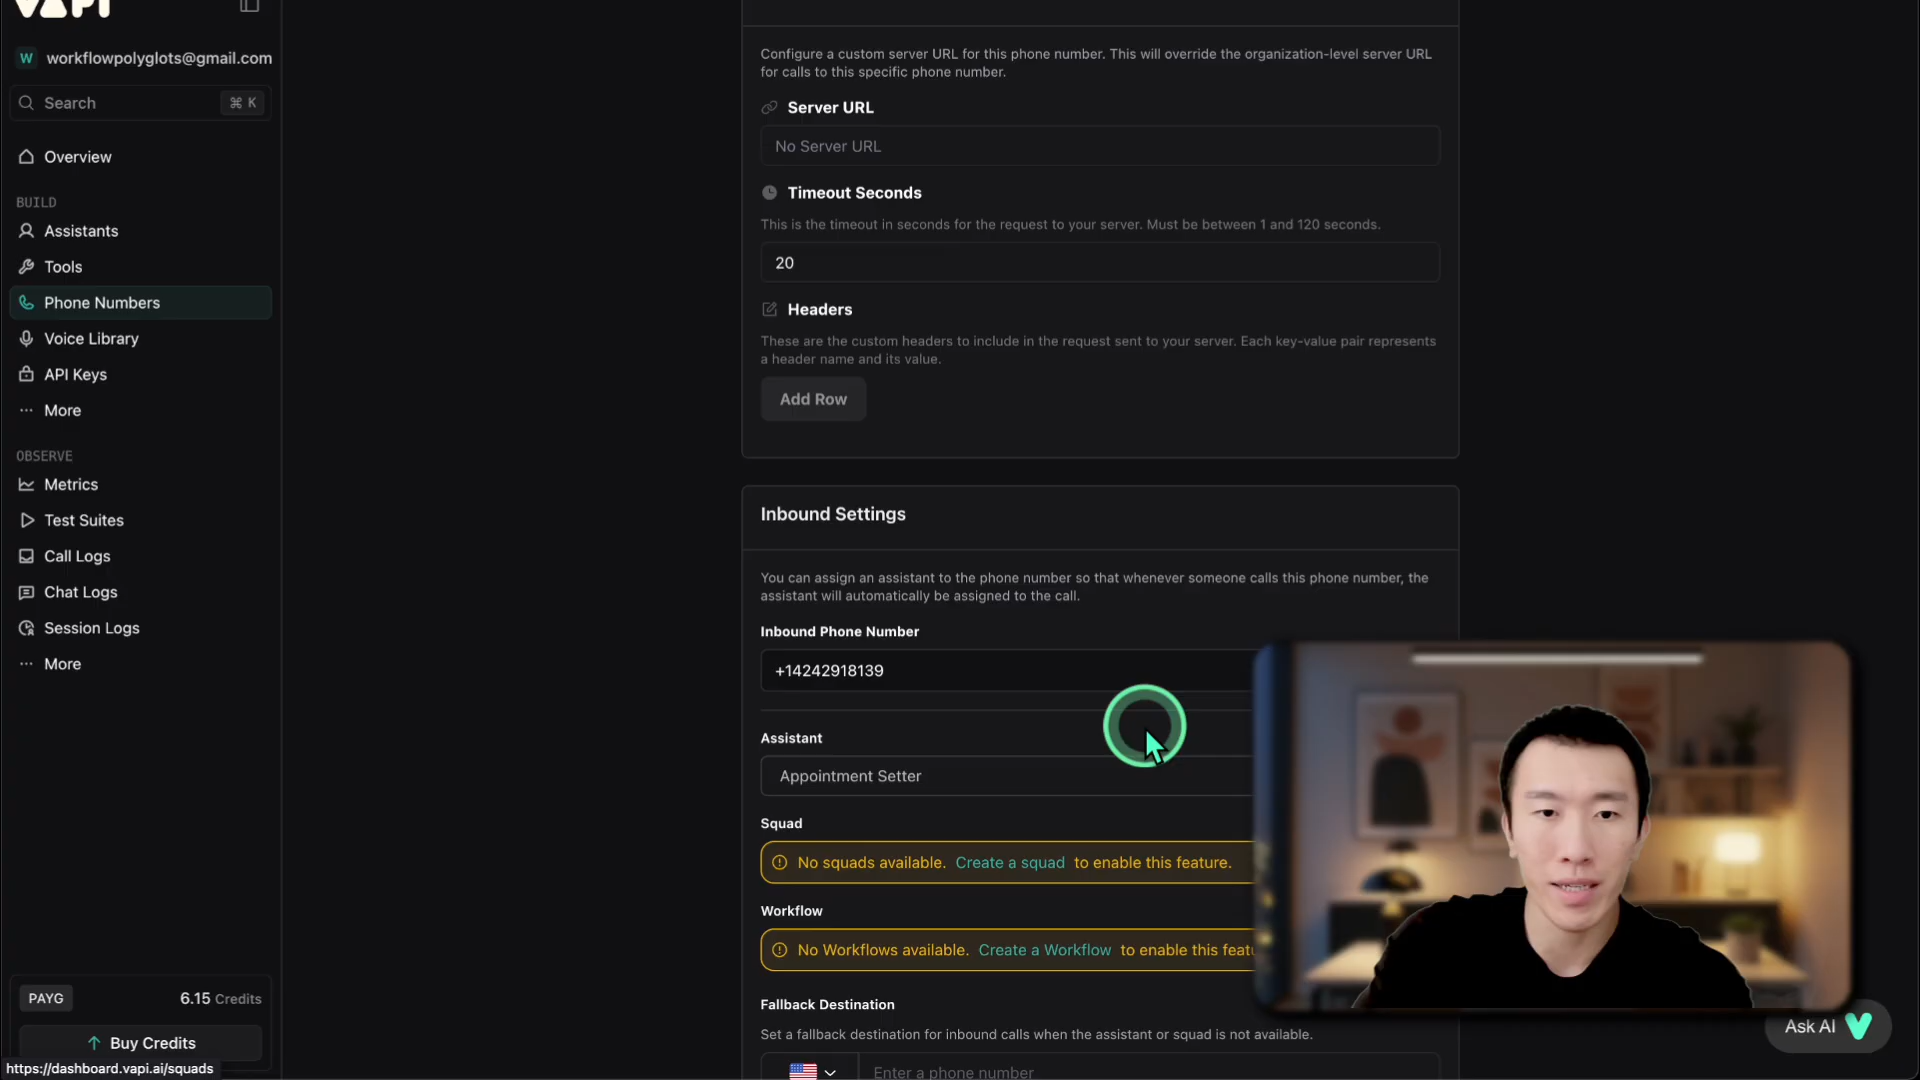 VAPI
W workflowpolyglots@gmail.com
Search ⌘ K
Overview
BUILD
Assistants
Tools
Phone Numbers
Voice Library
API Keys
More
OBSERVE
Metrics
Test Suites
Call Logs
Chat Logs
Session Logs
More
PAYG 6.15 Credits
Buy Credits
https://dashboard.vapi.ai/squads
Configure a custom server URL for this phone number. This will override the organization-level server URL
for calls to this specific phone number.
Server URL
No Server URL
Timeout Seconds
This is the timeout in seconds for the request to your server. Must be between 1 and 120 seconds.
20
Headers
These are the custom headers to include in the request sent to your server. Each key-value pair represents
a header name and its value.
Add Row
Inbound Settings
You can assign an assistant to the phone number so that whenever someone calls this phone number, the
assistant will automatically be assigned to the call.
Inbound Phone Number
+14242918139
Assistant
Appointment Setter
Squad
No squads available. Create a squad to enable this feature.
Workflow
No Workflows available. Create a Workflow to enable this featu
Fallback Destination
Set a fallback destination for inbound calls when the assistant or squad is not available.
Enter a phone number
Ask AI